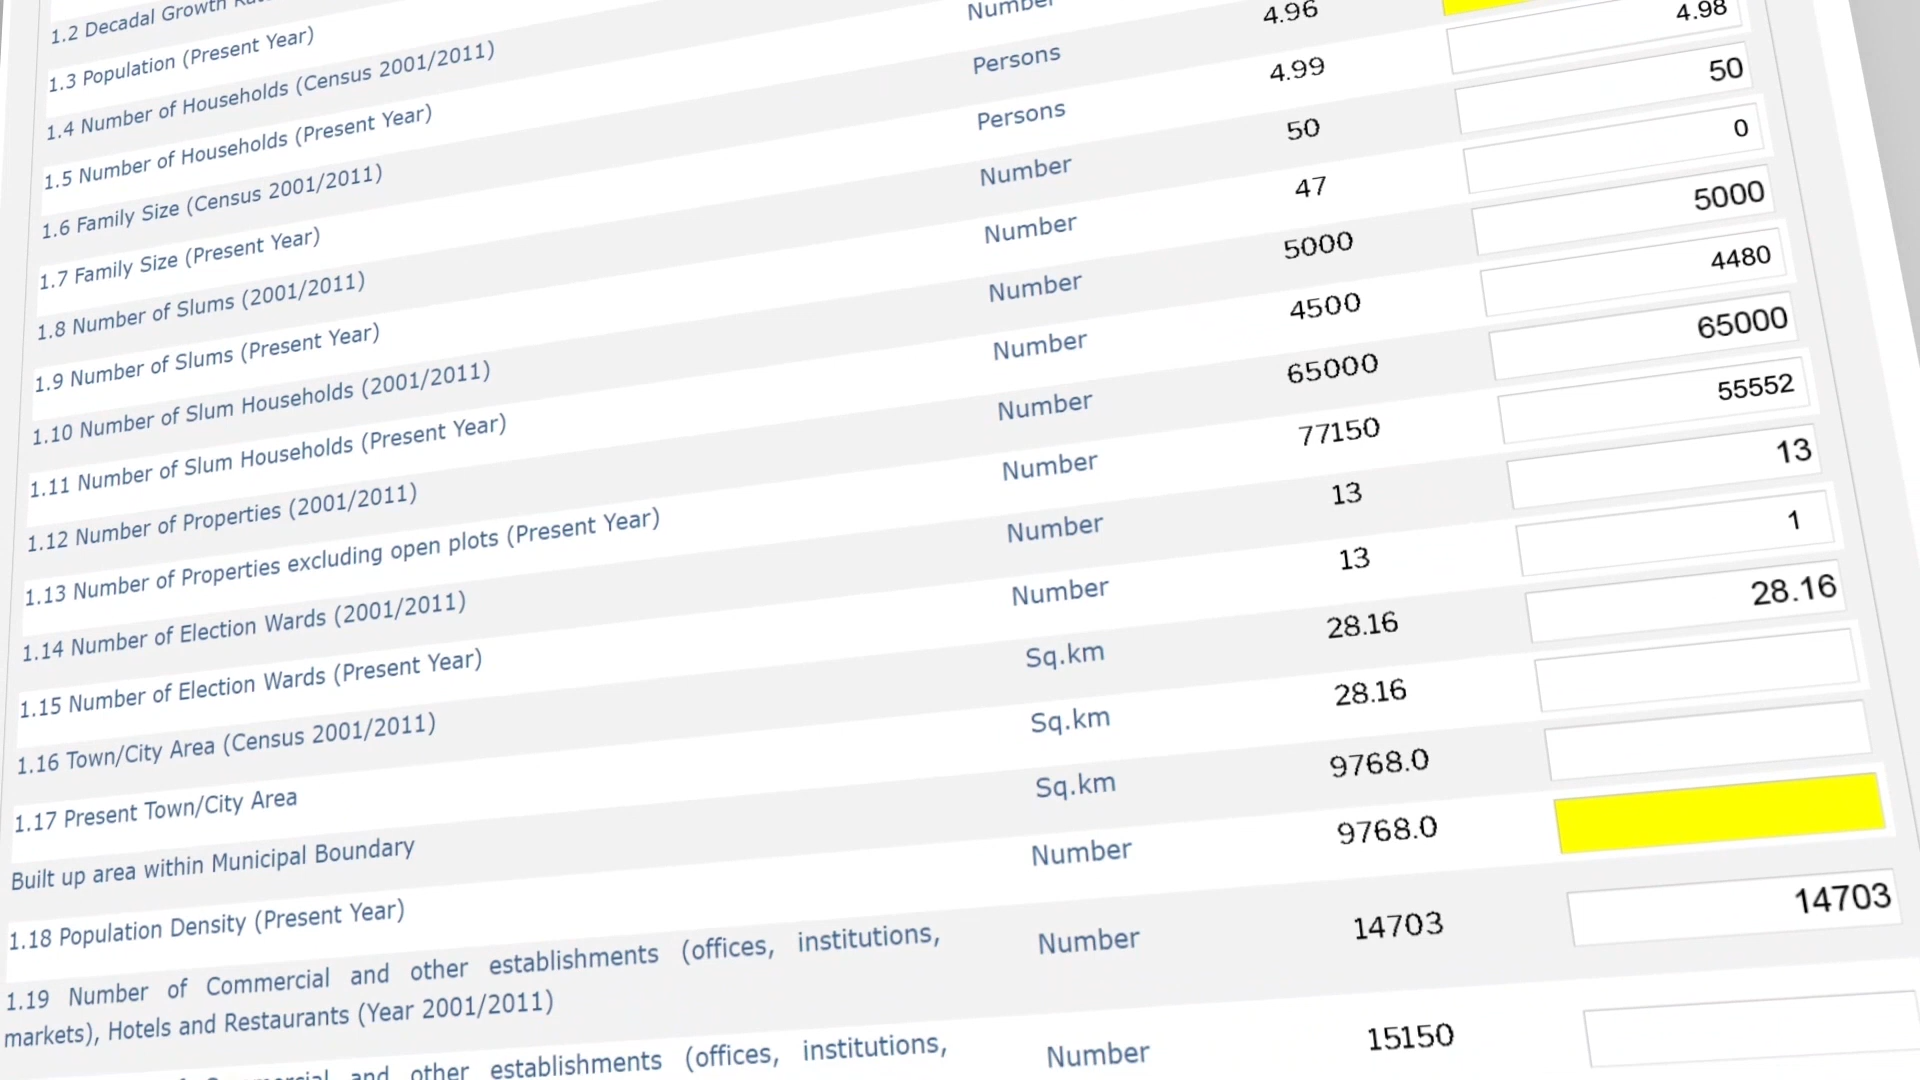 1.2 Decadal Growth
1.3 Population (Present Year)
1.4 Number of Households (Census 2001/2011)
1.5 Number of Households (Present Year) Number
1.6 Family Size (Census 2001/2011) Persons 4.96
1.7 Family Size (Present Year) Persons 4.99 4.98
1.8 Number of Slums (2001/2011) Number 50 50
1.9 Number of Slums (Present Year) Number 47 0
1.10 Number of Slum Households (2001/2011) Number 5000 5000
1.11 Number of Slum Households (Present Year) Number 4500 4480
1.12 Number of Properties (2001/2011) Number 65000 65000
1.13 Number of Properties excluding open plots (Present Year) Number 77150 55552
1.14 Number of Election Wards (2001/2011) Number 13 13
1.15 Number of Election Wards (Present Year) Number 13 1
1.16 Town/City Area (Census 2001/2011) Sq.km 28.16 28.16
1.17 Present Town/City Area Sq.km 28.16
Built up area within Municipal Boundary Sq.km 9768.0
1.18 Population Density (Present Year) Number 9768.0
1.19 Number of Commercial and other establishments (offices, institutions, Number 14703 14703
markets), Hotels and Restaurants (Year 2001/2011)
and other establishments (offices, institutions, Number 15150